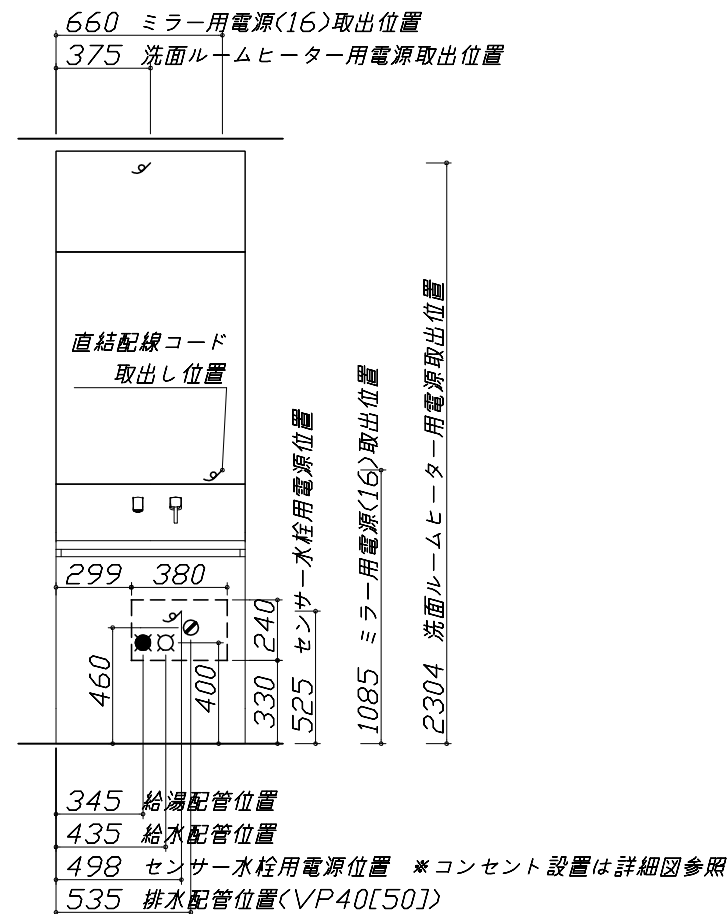 660 ミラー用電源(16)取出位置
375 洗面ルームヒーター用電源取出位置
直結配線コード
取出し位置
299
380
240
330
460
400
525 センサー水栓用電源位置
1085 ミラー用電源(16)取出位置
2304 洗面ルームヒーター用電源取出位置
345 給湯配管位置
435 給水配管位置
498 センサー水栓用電源位置 ※コンセント設置は詳細図参照
535 排水配管位置(VP40[50])